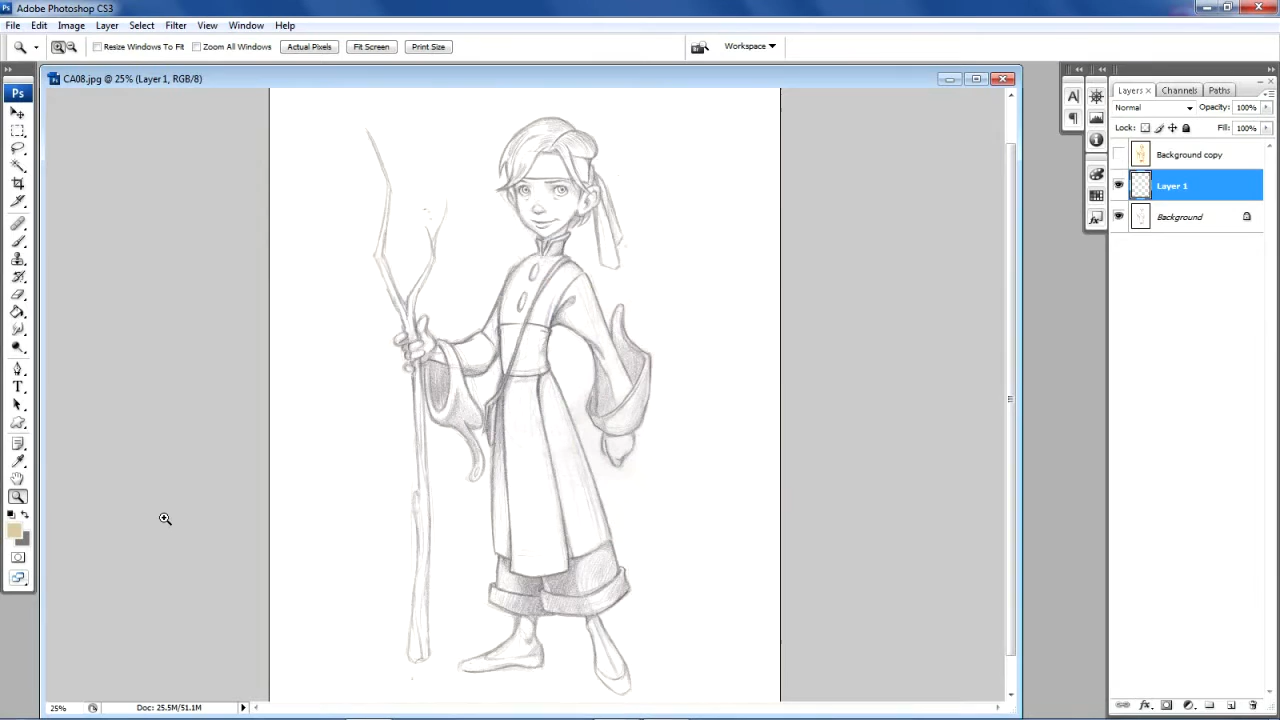 Ps Adobe Photoshop CS3
File Edit Image Layer Select Filter View Window Help
Resize Windows To Fit Zoom All Windows Actual Pixels Fit Screen Print Size Workspace
CA08.jpg @ 25% (Layer 1, RGB/8)
Ps
Layers Channels Paths
Normal Opacity: 100%
Lock: Fill: 100%
Background copy
Layer 1
Background
25% Doc: 25.5M/51.1M